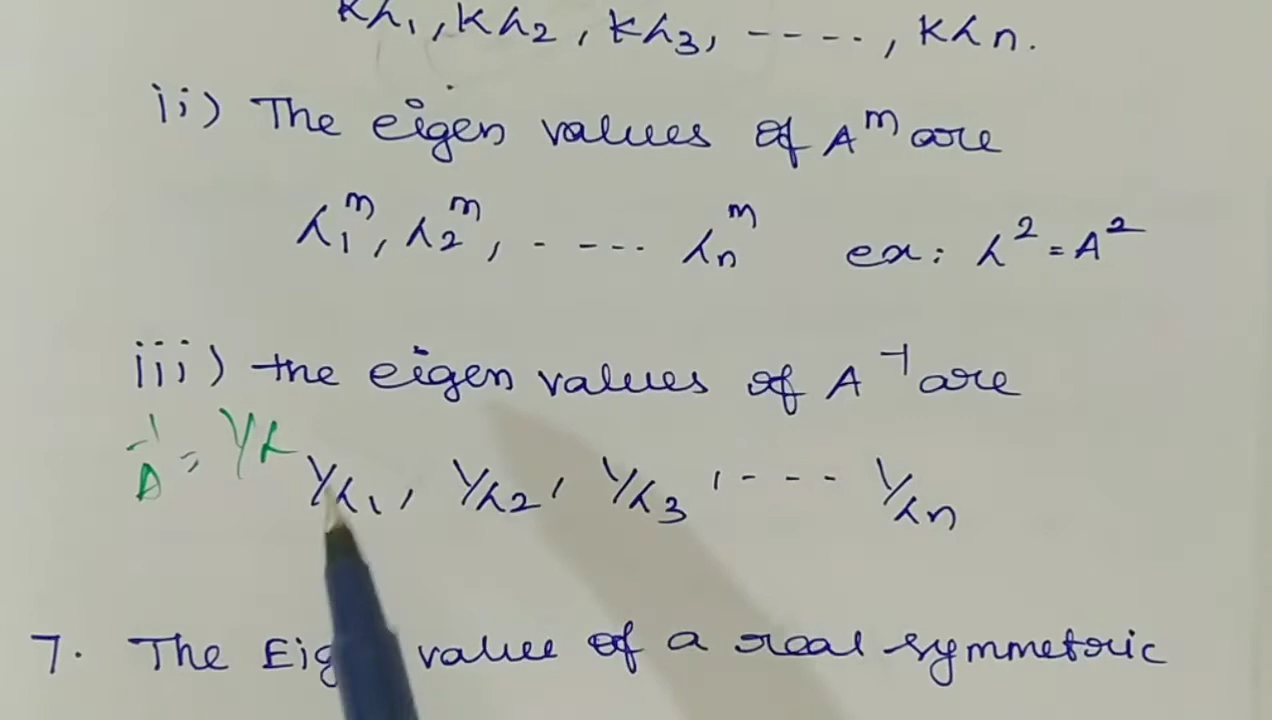 Kλ1, Kλ2, Kλ3, ----, Kλn.
ii) The eigen values of A^m are
λ1^m, λ2^m, ---- λn^m ex: λ^2 = A^2
iii) the eigen values of A^-1 are
1/A = 1/λ
1/λ1, 1/λ2, 1/λ3, --- 1/λn
7. The value of a real symmetric